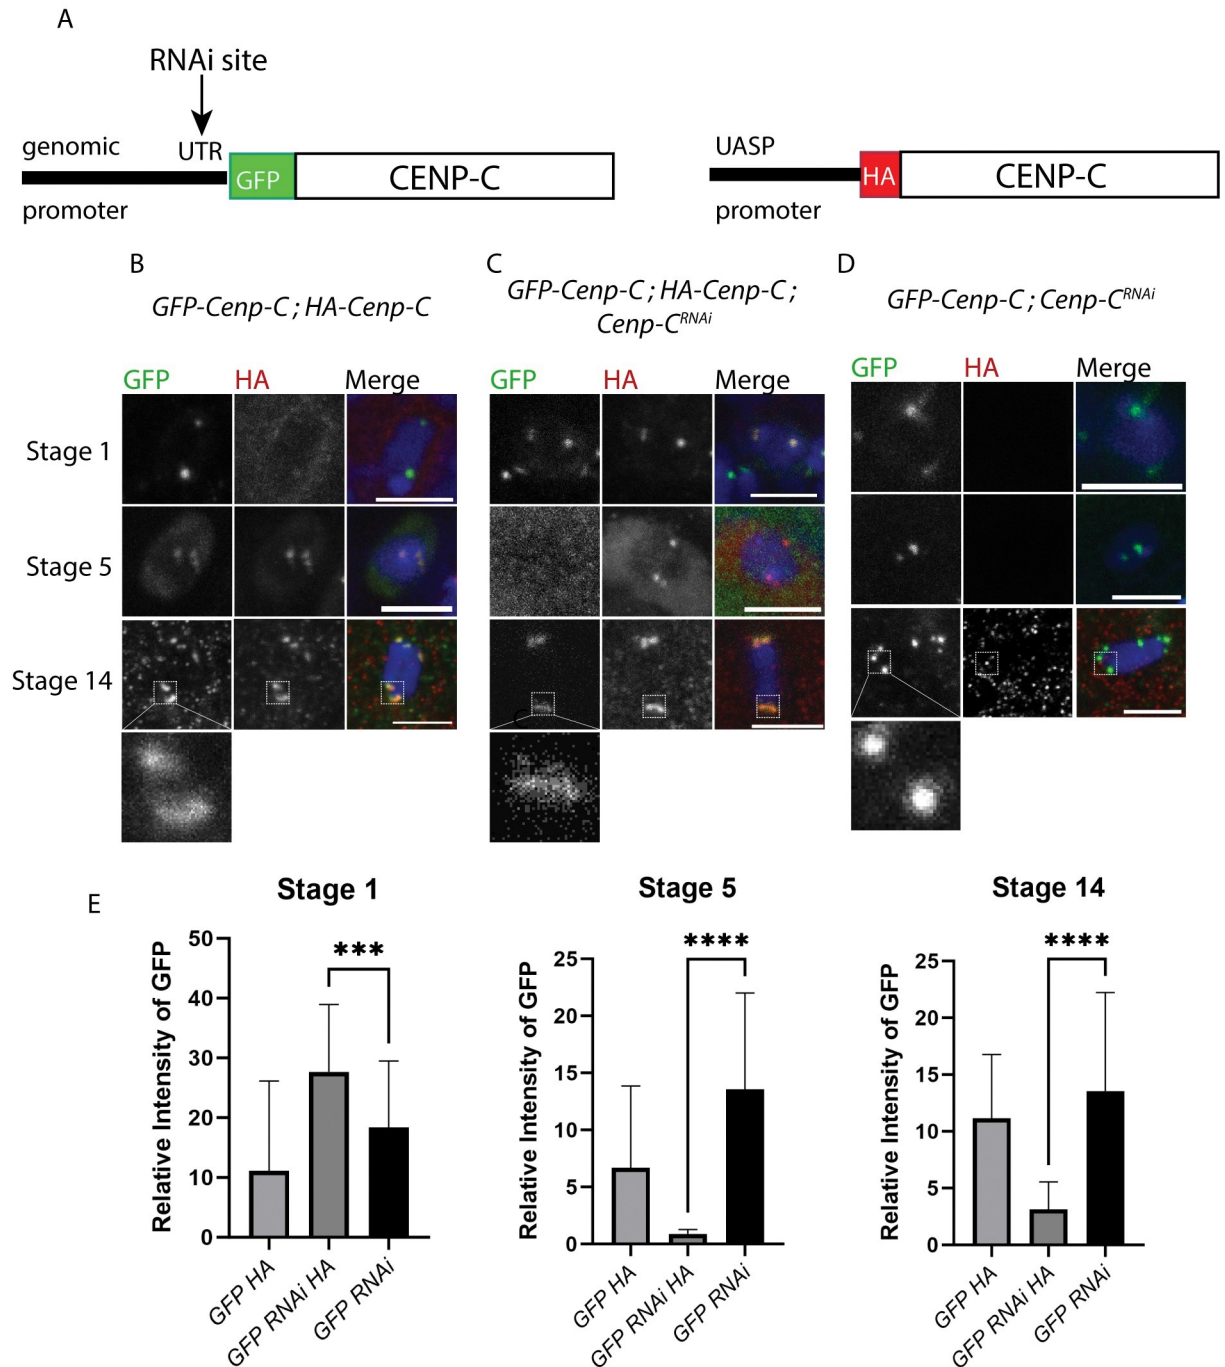 A
RNAi site
genomic
UTR
GFP
CENP-C
promoter
UASP
HA
CENP-C
promoter
B
GFP-Cenp-C ; HA-Cenp-C
C
GFP-Cenp-C ; HA-Cenp-C ;
Cenp-C^RNAi
D
GFP-Cenp-C ; Cenp-C^RNAi
GFP HA Merge
GFP HA Merge
GFP HA Merge
Stage 1
Stage 5
Stage 14
C
E
Stage 1
Relative Intensity of GFP
50
40
30
20
10
0
***
GFP HA
GFP RNAi HA
GFP RNAi
Stage 5
Relative Intensity of GFP
25
20
15
10
5
0
****
GFP HA
GFP RNAi HA
GFP RNAi
Stage 14
Relative Intensity of GFP
25
20
15
10
5
0
****
GFP HA
GFP RNAi HA
GFP RNAi